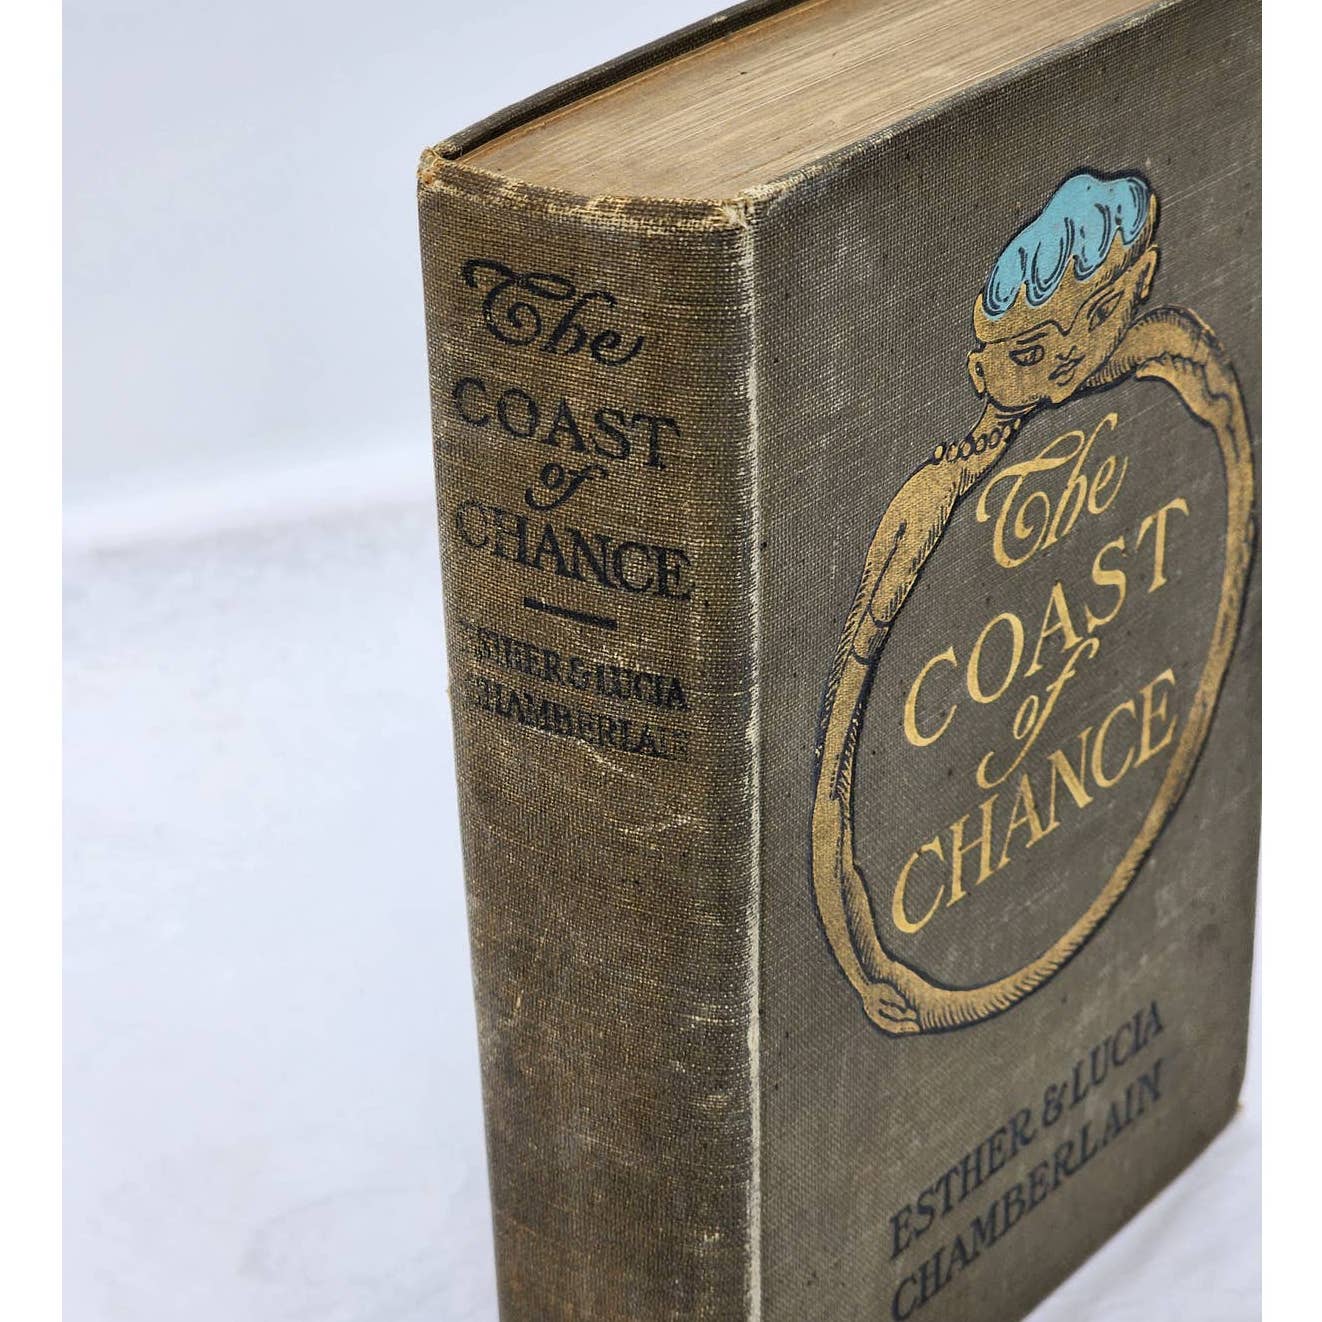 The
COAST
of
CHANCE
ESTHER & LUCIA
CHAMBERLAIN
The
COAST
of
CHANCE
ESTHER & LUCIA
CHAMBERLAIN